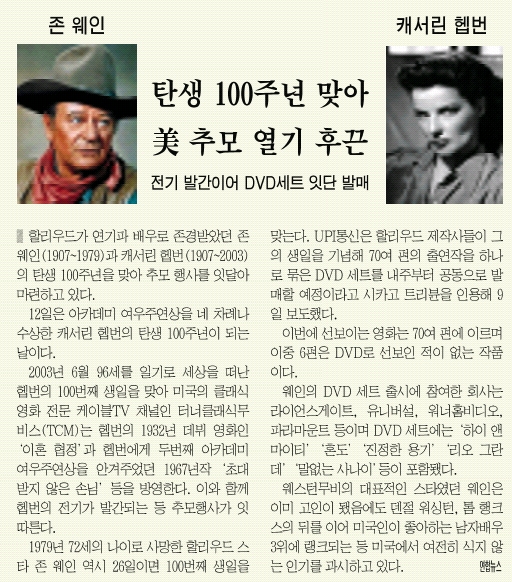 존 웨인
캐서린 헵번
탄생 100주년 맞아
美 추모 열기 후끈
전기 발간이어 DVD세트 잇단 발매
할리우드가 연기파 배우로 존경받았던 존
웨인(1907~1979)과 캐서린 헵번(1907~2003)
의 탄생 100주년을 맞아 추모 행사를 잇달아
마련하고 있다.
12일은 아카데미 여우주연상을 네 차례나
수상한 캐서린 헵번의 탄생 100주년이 되는
날이다.
2003년 6월 96세를 일기로 세상을 떠난
헵번의 100번째 생일을 맞아 미국의 클래식
영화 전문 케이블TV 채널인 터너클래식무
비스(TCM)는 헵번의 1932년 데뷔 영화인
‘이혼 협정’과 헵번에게 두번째 아카데미
여우주연상을 안겨주었던 1967년작 ‘초대
받지 않은 손님’ 등을 방영한다. 이와 함께
헵번의 전기가 발간되는 등 추모행사가 잇
따른다.
1979년 72세의 나이로 사망한 할리우드 스
타 존 웨인 역시 26일이면 100번째 생일을
맞는다. UPI통신은 할리우드 제작사들이 그
의 생일을 기념해 70여 편의 출연작을 하나
로 묶은 DVD 세트를 내주부터 공동으로 발
매할 예정이라고 시카고 트리뷴을 인용해 9
일 보도했다.
이번에 선보이는 영화는 70여 편에 이르며
이중 6편은 DVD로 선보인 적이 없는 작품
이다.
웨인의 DVD 세트 출시에 참여한 회사는
라이언스게이트, 유니버설, 워너홈비디오,
파라마운트 등이며 DVD 세트에는 ‘하이 앤
마이티’ ‘혼도’ ‘진정한 용기’ ‘리오 그란
데’ ‘말없는 사나이’ 등이 포함됐다.
웨스턴무비의 대표적인 스타였던 웨인은
이미 고인이 됐음에도 덴절 워싱턴, 톰 행크
스의 뒤를 이어 미국인이 좋아하는 남자배우
3위에 랭크되는 등 미국에서 여전히 식지 않
는 인기를 과시하고 있다. 연합뉴스